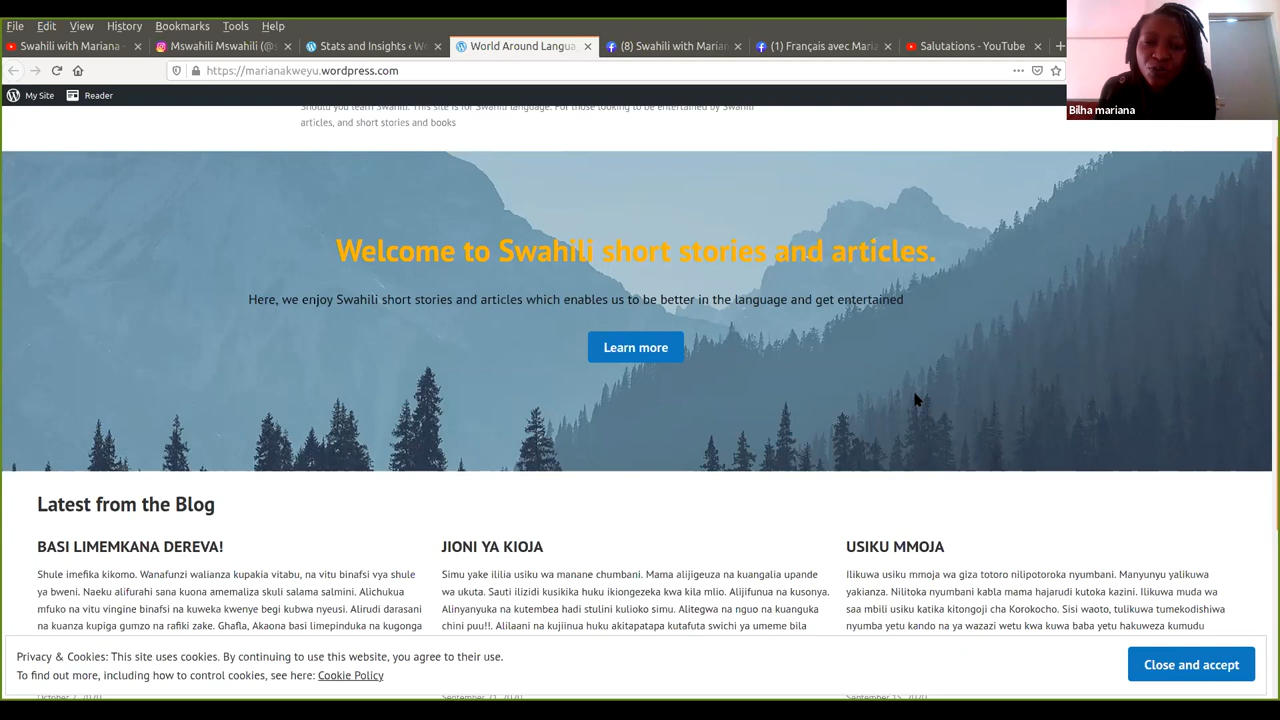 File Edit View History Bookmarks Tools Help
Swahili with Mariana -
Mswahili Mswahili (@s
Stats and Insights ‹ W
World Around Langua
(8) Swahili with Marian
(1) Français avec Maria
Salutations - YouTube
https://marianakweyu.wordpress.com
My Site Reader
Bilha mariana
Should you learn Swahili. This site is for Swahili language. For those looking to be entertained by Swahili
articles, and short stories and books
Welcome to Swahili short stories and articles.
Here, we enjoy Swahili short stories and articles which enables us to be better in the language and get entertained
Learn more
Latest from the Blog
BASI LIMEMKANA DEREVA!
Shule imefika kikomo. Wanafunzi walianza kupakia vitabu, na vitu binafsi vya shule
ya bweni. Naeku alifurahi sana kuona amemaliza skuli salama salmini. Alichukua
mfuko na vitu vingine binafsi na kuweka kwenye begi kubwa nyeusi. Alirudi darasani
na kuanza kupiga gumzo na rafiki zake. Ghafla, Akaona basi limepinduka na kugonga
JIONI YA KIOJA
Simu yake ililia usiku wa manane chumbani. Mama alijigeuza na kuangalia upande
wa ukuta. Sauti ilizidi kusikika huku ikiongezeka kwa kila mlio. Alijifunua na kusonya.
Alinyanyuka na kutembea hadi stulini kulioko simu. Alitegwa na nguo na kuanguka
chini puu!!. Alilaani na kujiinua huku akitapatapa kutafuta swichi ya umeme bila
USIKU MMOJA
Ilikuwa usiku mmoja wa giza totoro nilipotoroka nyumbani. Manyunyu yalikuwa
yakianza. Nilitoka nyumbani kabla mama hajarudi kutoka kazini. Ilikuwa muda wa
saa mbili usiku katika kitongoji cha Korokocho. Sisi waoto, tulikuwa tumekodishiwa
nyumba yetu kando na ya wazazi wetu kwa kuwa baba yetu hakuweza kumudu
Privacy & Cookies: This site uses cookies. By continuing to use this website, you agree to their use.
To find out more, including how to control cookies, see here: Cookie Policy
Close and accept
October 2, 2020
September 21, 2020
September 15, 2020